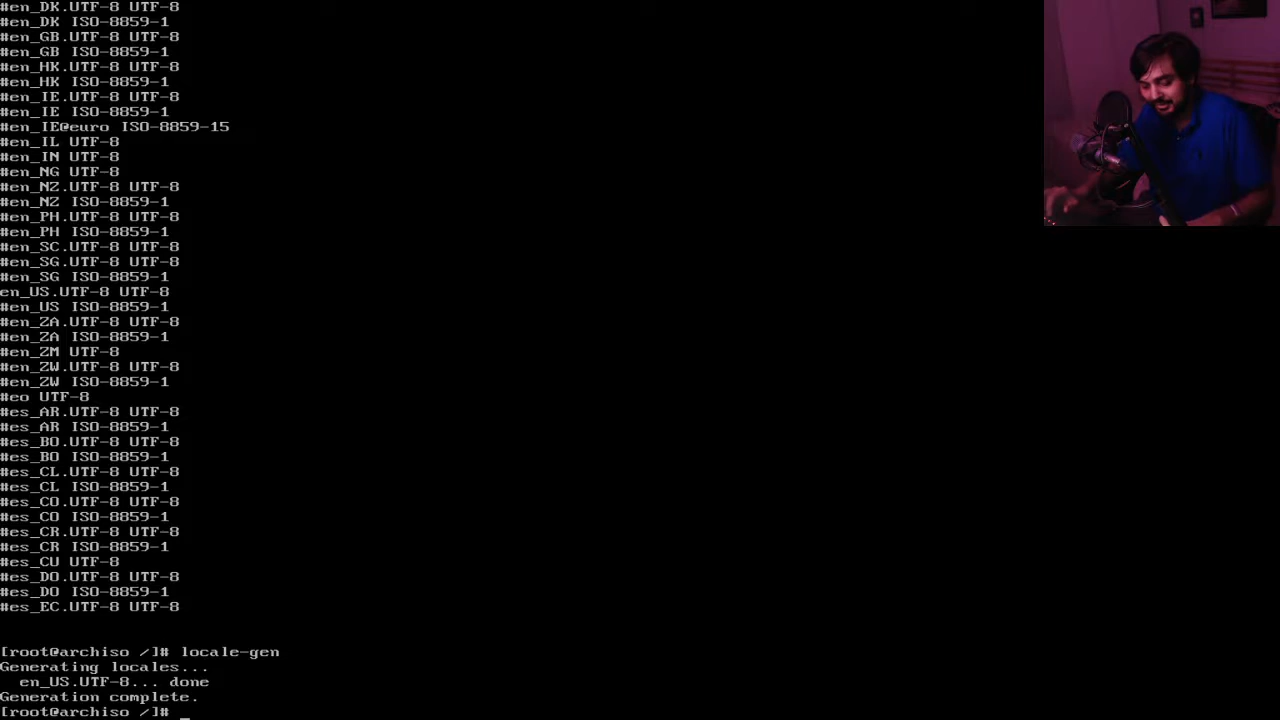 #en_DK.UTF-8 UTF-8
#en_DK ISO-8859-1
#en_GB.UTF-8 UTF-8
#en_GB ISO-8859-1
#en_HK.UTF-8 UTF-8
#en_HK ISO-8859-1
#en_IE.UTF-8 UTF-8
#en_IE ISO-8859-1
#en_IE@euro ISO-8859-15
#en_IL UTF-8
#en_IN UTF-8
#en_NG UTF-8
#en_NZ.UTF-8 UTF-8
#en_NZ ISO-8859-1
#en_PH.UTF-8 UTF-8
#en_PH ISO-8859-1
#en_SC.UTF-8 UTF-8
#en_SG.UTF-8 UTF-8
#en_SG ISO-8859-1
en_US.UTF-8 UTF-8
#en_US ISO-8859-1
#en_ZA.UTF-8 UTF-8
#en_ZA ISO-8859-1
#en_ZM UTF-8
#en_ZW.UTF-8 UTF-8
#en_ZW ISO-8859-1
#eo UTF-8
#es_AR.UTF-8 UTF-8
#es_AR ISO-8859-1
#es_BO.UTF-8 UTF-8
#es_BO ISO-8859-1
#es_CL.UTF-8 UTF-8
#es_CL ISO-8859-1
#es_CO.UTF-8 UTF-8
#es_CO ISO-8859-1
#es_CR.UTF-8 UTF-8
#es_CR ISO-8859-1
#es_CU UTF-8
#es_DO.UTF-8 UTF-8
#es_DO ISO-8859-1
#es_EC.UTF-8 UTF-8
[root@archiso /]# locale-gen
Generating locales...
  en_US.UTF-8... done
Generation complete.
[root@archiso /]# _